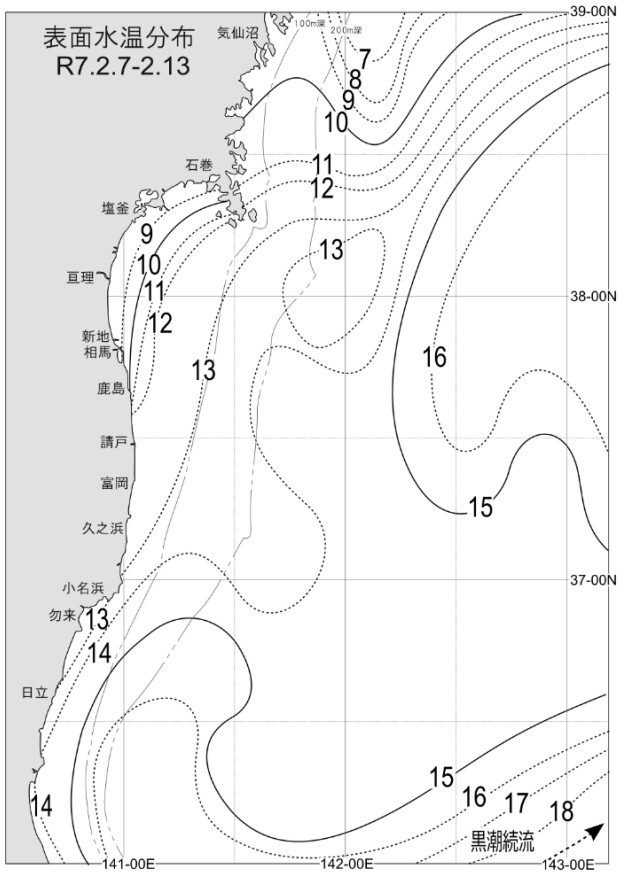 表面水温分布
R7.2.7-2.13
気仙沼
100m深
200m深
39-00N
7
8
9
10
石巻
11
12
塩釜
9
13
10
亘理
11
38-00N
12
新地
相馬
13
16
鹿島
請戸
富岡
15
久之浜
37-00N
小名浜
勿来
13
14
日立
15
14
16
17
18
黒潮続流
141-00E
142-00E
143-00E